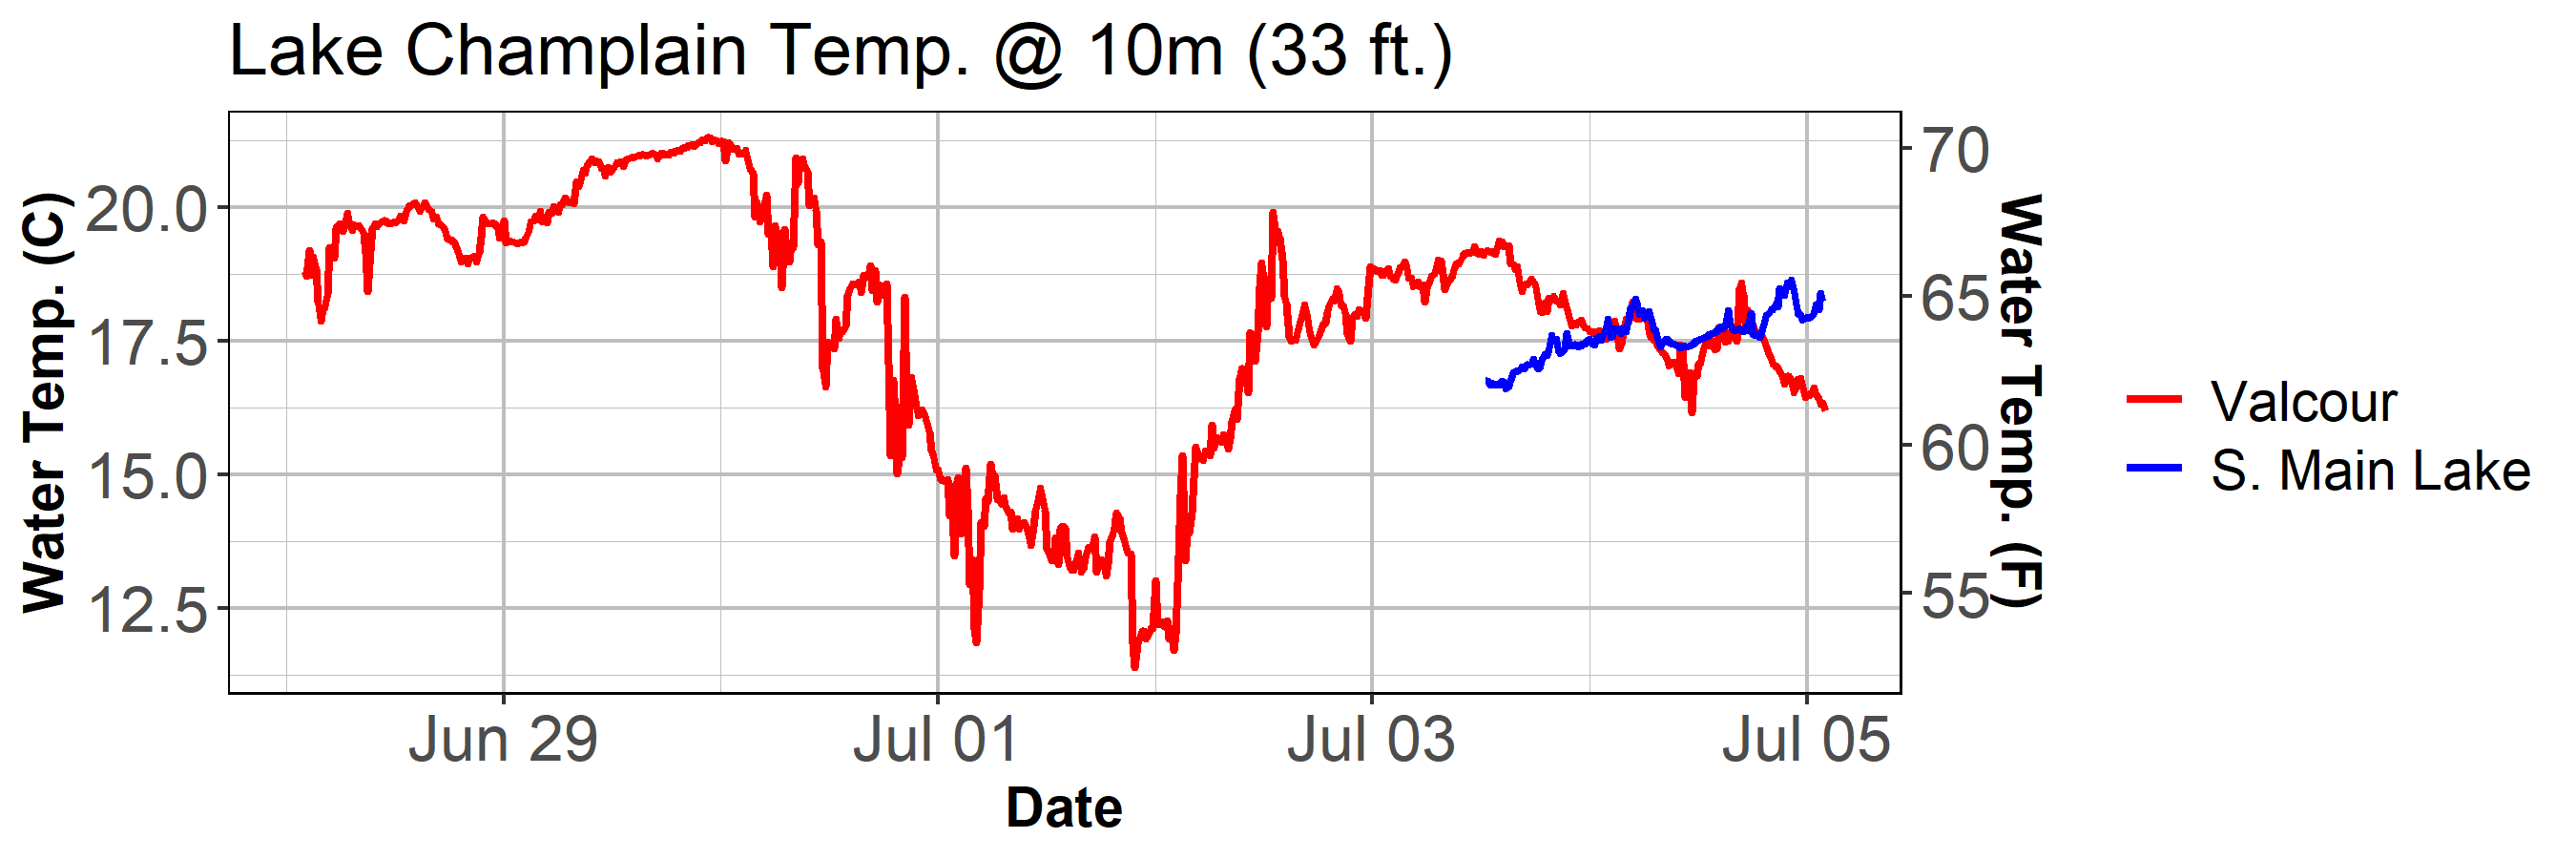 Lake Champlain Temp. @ 10m (33 ft.)
Water Temp. (C)
20.0
17.5
15.0
12.5
70
65
60
55
Water Temp. (F)
Jun 29
Jul 01
Jul 03
Jul 05
Date
Valcour
S. Main Lake